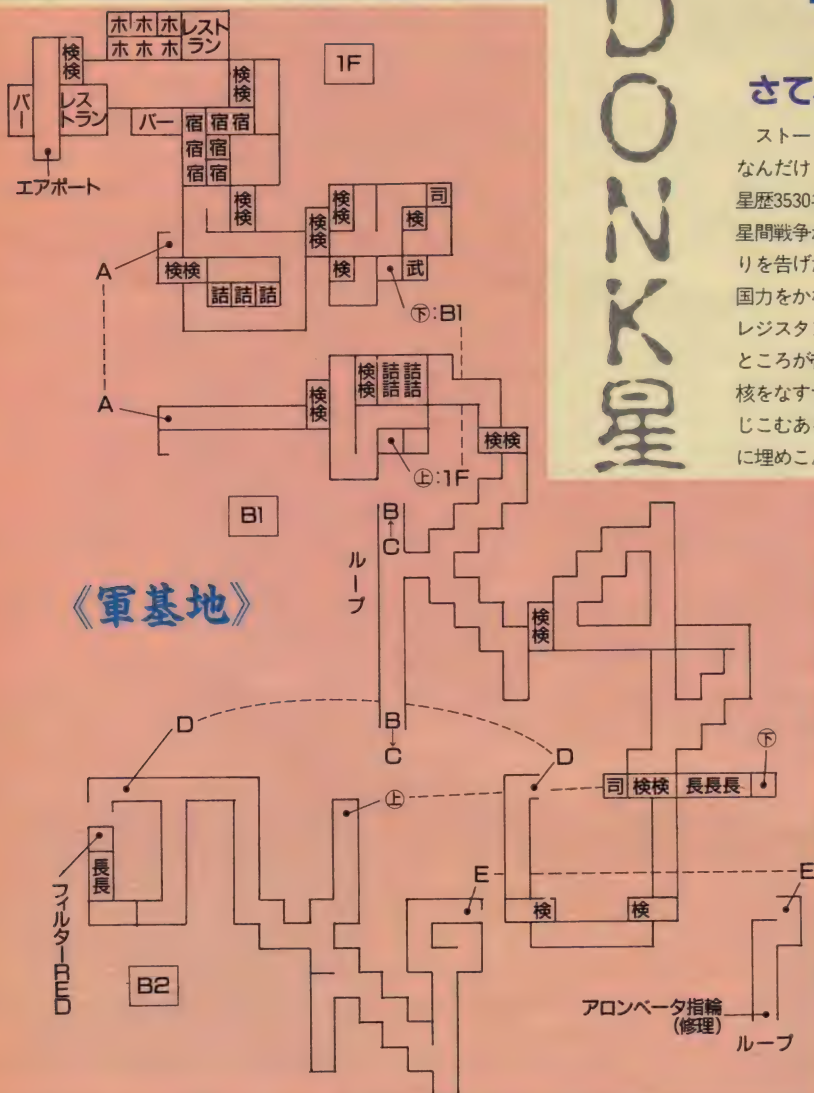 ホホホ レストラン
ホホホ
検検
バー
レストラン
検検
バー
宿宿宿
宿宿
宿宿
エアポート
1F
検検
検検
検検
司
検
A
検検
詰詰詰
検
武
下:B1
A
検検
検検
詰詰
詰詰
上:1F
検検
B1
《軍基地》
ループ
B
C
検検
B
C
D
D
上
司 検検 長長長
下
長長
フィルターRED
B2
E
E
検
検
アロンベータ指輪
(修理)
ループ
DONK星
さて
ストー
なんだけ
星歴3530
星間戦争
りを告げ
国力をか
レジスタ
ところが
核をなす
じこむあ
に埋めこ